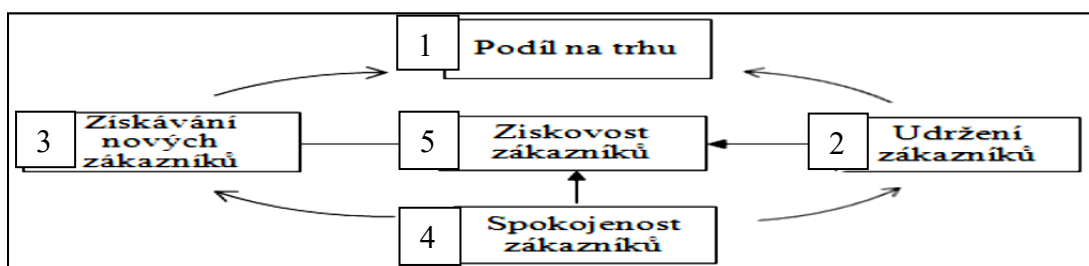 1
Podíl na trhu
3
Získávání
nových
zákazníků
5
Ziskovost
zákazníků
2
Udržení
zákazníků
4
Spokojenost
zákazníků